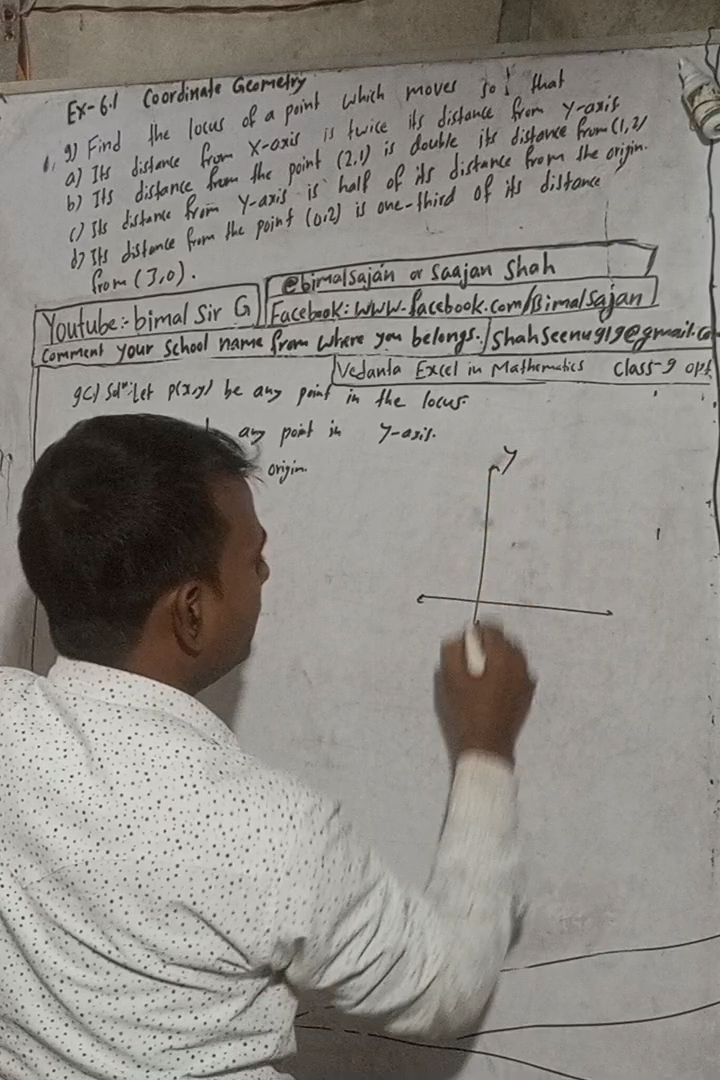 Ex-6.1 Coordinate Geometry
9) Find the locus of a point which moves so that
a) Its distance from X-axis is twice its distance from Y-axis
b) Its distance from the point (2,1) is double its distance from (1,2)
c) Its distance from Y-axis is half of its distance from the origin.
d) Its distance from the point (0,2) is one-third of its distance
from (3,0).
@bimalsajan or Saajan Shah
Youtube:- bimal Sir G
Facebook: www.facebook.com/Bimalsajan
Comment your School name from where you belongs. / Shahseenu919@gmail.co
Vedanta Excel in Mathematics Class-9 opt
9c) Solⁿ: Let P(x,y) be any point in the locus.
any point in Y-axis.
origin.
Y